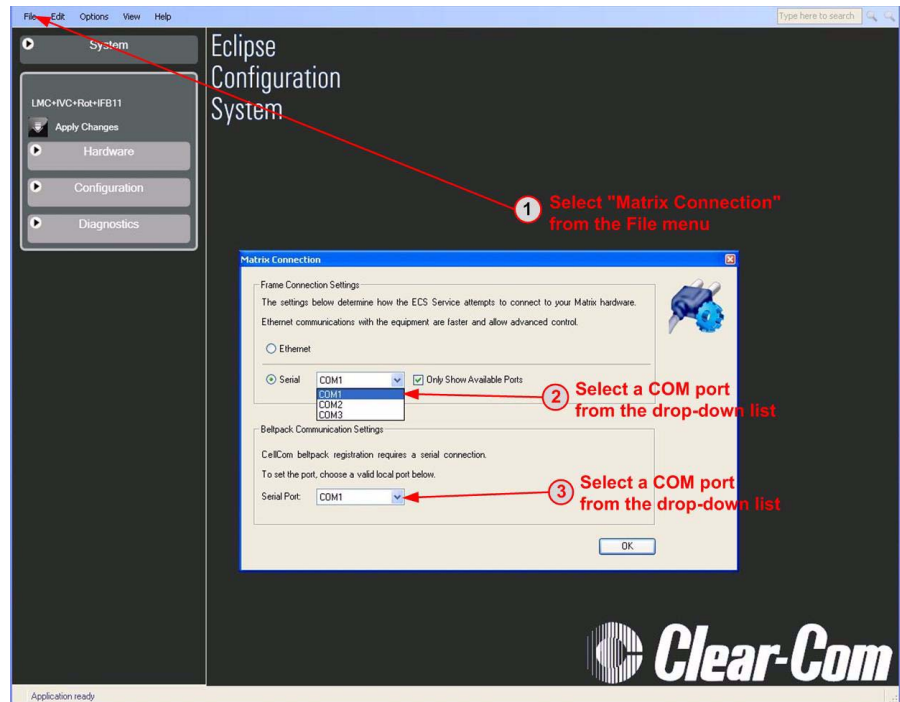 File Edit Options View Help
Type here to search
System
LMC+IVC+Rot+IFB11
Apply Changes
Hardware
Configuration
Diagnostics
Eclipse
Configuration
System
1 Select "Matrix Connection"
from the File menu
Matrix Connection
Frame Connection Settings
The settings below determine how the ECS Service attempts to connect to your Matrix hardware.
Ethernet communications with the equipment are faster and allow advanced control.
Ethernet
Serial COM1 Only Show Available Ports
COM1
COM2
COM3
2 Select a COM port
from the drop-down list
Beltpack Communication Settings
CellCom beltpack registration requires a serial connection.
To set the port, choose a valid local port below.
Serial Port: COM1
3 Select a COM port
from the drop-down list
OK
Clear-Com
Application ready